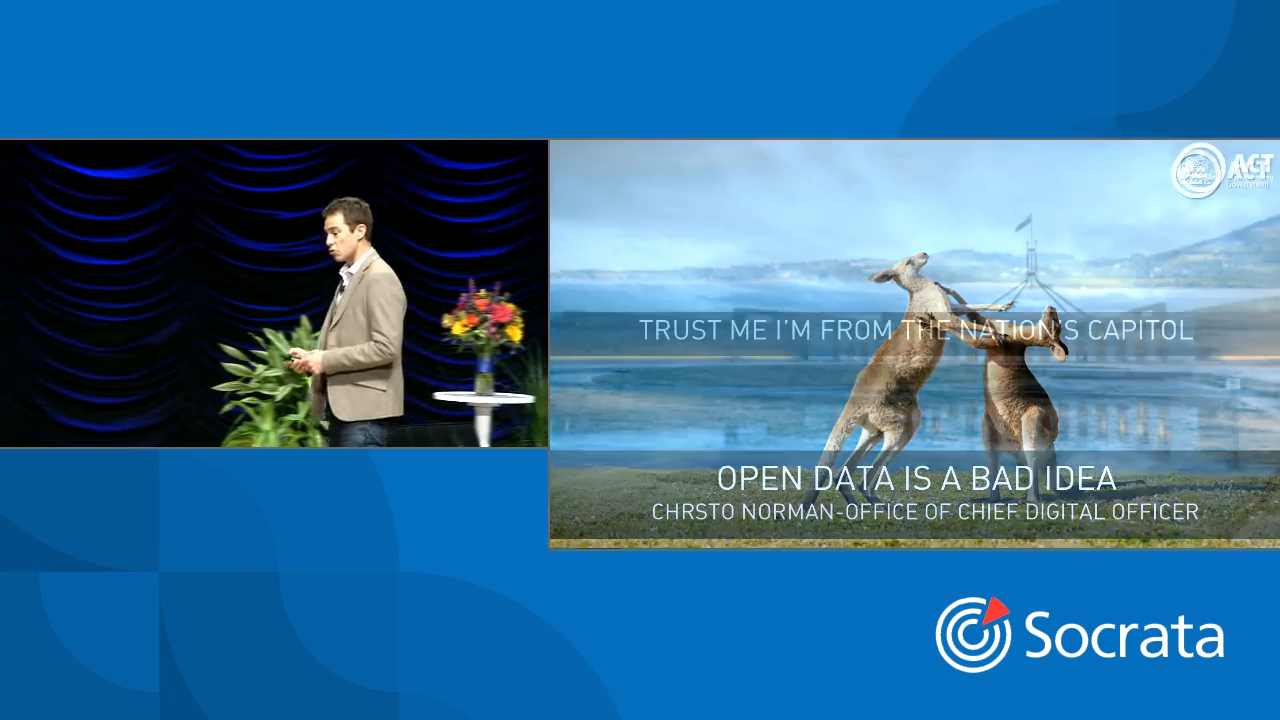 ACT
Government
TRUST ME I'M FROM THE NATION'S CAPITOL
OPEN DATA IS A BAD IDEA
CHRSTO NORMAN-OFFICE OF CHIEF DIGITAL OFFICER
Socrata